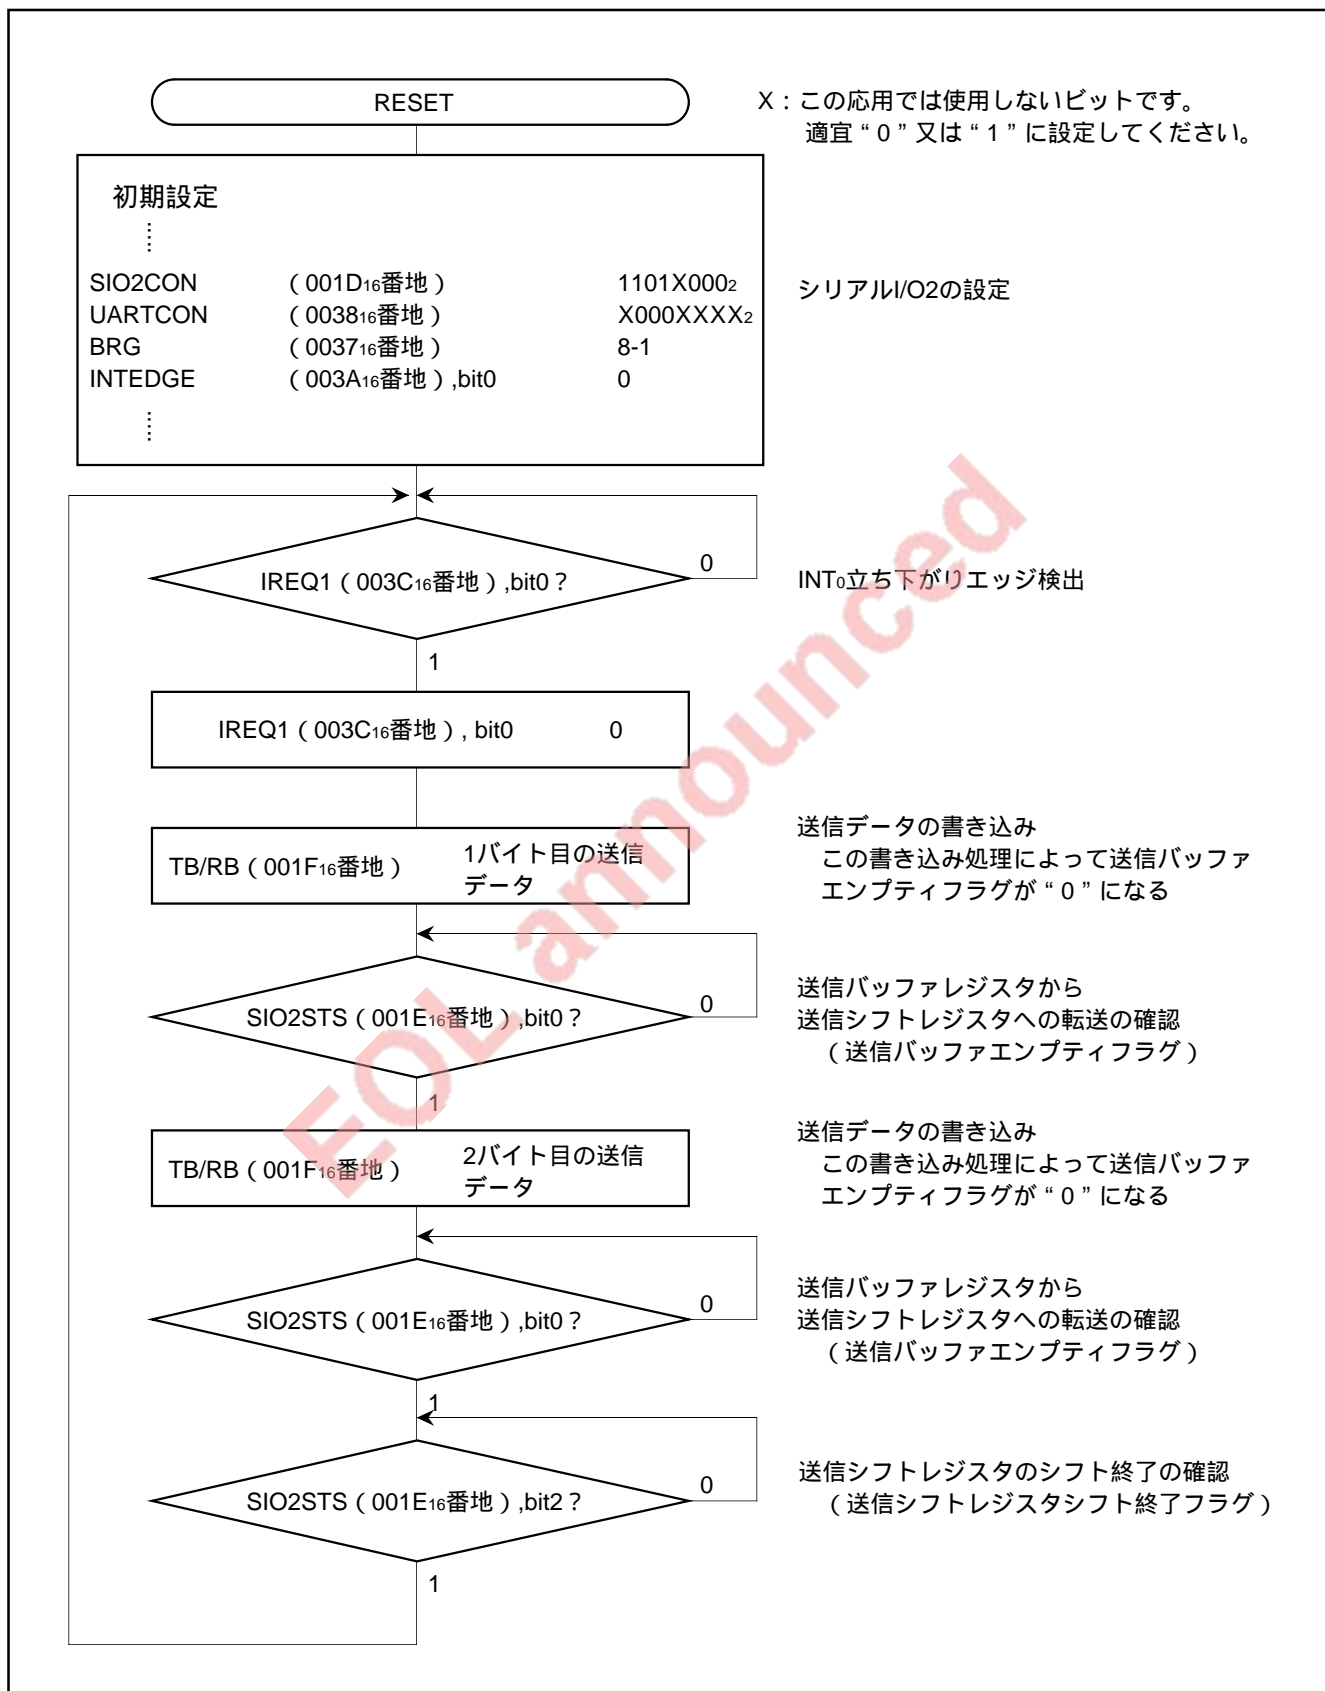 RESET
X：この応用では使用しないビットです。
適宜“0”又は“1”に設定してください。
初期設定
SIO2CON （001D16番地） 1101X0002
UARTCON （003816番地） X000XXXX2
BRG （003716番地） 8-1
INTEDGE （003A16番地）,bit0 0
シリアルI/O2の設定
IREQ1（003C16番地）,bit0？
0
INT0立ち下がりエッジ検出
1
IREQ1（003C16番地）, bit0 0
TB/RB（001F16番地） 1バイト目の送信
データ
送信データの書き込み
この書き込み処理によって送信バッファ
エンプティフラグが“0”になる
SIO2STS（001E16番地）,bit0？
0
送信バッファレジスタから
送信シフトレジスタへの転送の確認
（送信バッファエンプティフラグ）
1
TB/RB（001F16番地） 2バイト目の送信
データ
送信データの書き込み
この書き込み処理によって送信バッファ
エンプティフラグが“0”になる
SIO2STS（001E16番地）,bit0？
0
送信バッファレジスタから
送信シフトレジスタへの転送の確認
（送信バッファエンプティフラグ）
1
SIO2STS（001E16番地）,bit2？
0
送信シフトレジスタのシフト終了の確認
（送信シフトレジスタシフト終了フラグ）
1
EOL announced